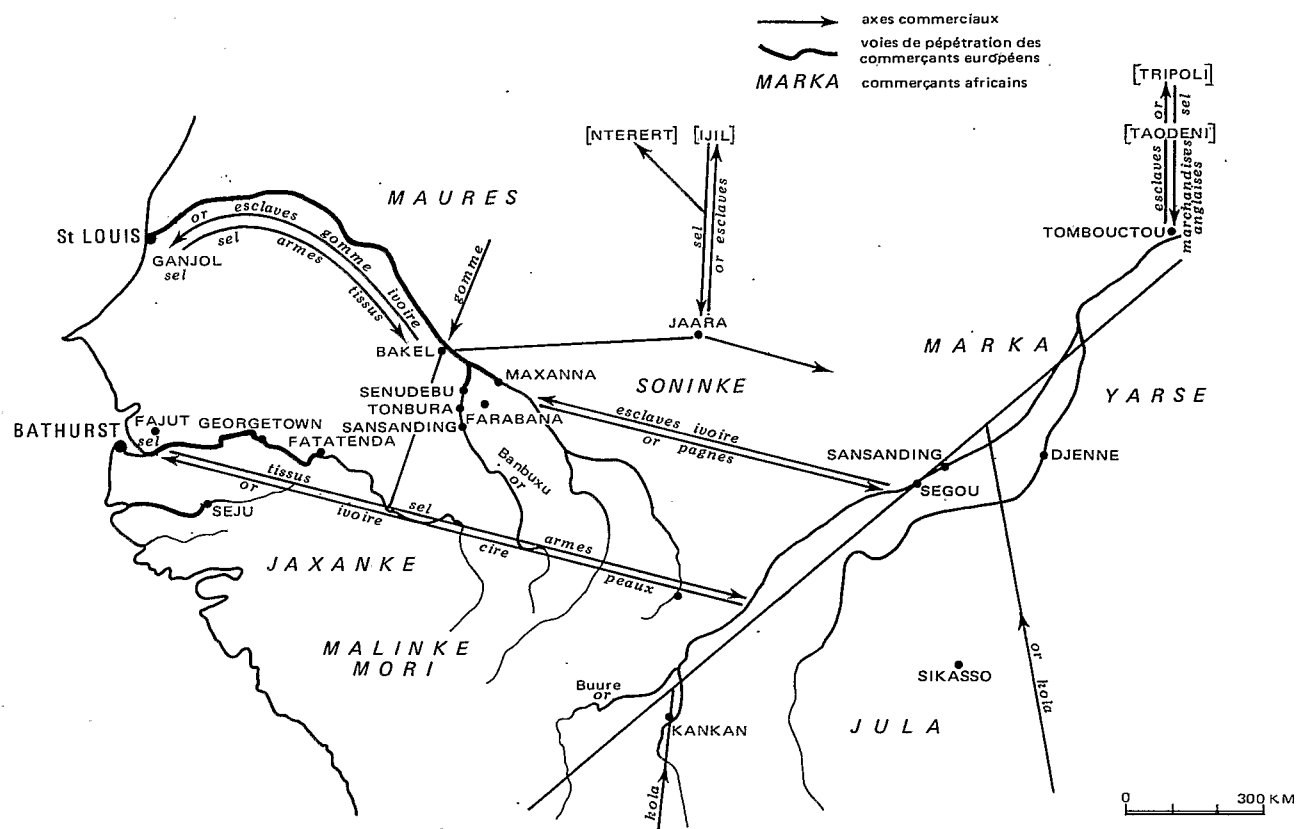 axes commerciaux
voies de pépétration des
commerçants européens
MARKA commerçants africains
[TRIPOLI]
or
sel
[TAODENI]
esclaves
marchandises
anglaises
TOMBOUCTOU
[NTERERT] [IJIL]
sel
or esclaves
JAARA
MAURES
St LOUIS
GANJOL
sel
or esclaves gomme ivoire
sel armes tissus
gomme
BAKEL
MAXANNA
SENUDEBU
TONBURA
FARABANA
SANSANDING
SONINKE
MARKA
YARSE
esclaves ivoire
or pagnes
SANSANDING
SEGOU
DJENNE
BATHURST
FAJUT
sel
GEORGETOWN
FATATENDA
SEJU
Banbuxu
or
tissus sel armes
or ivoire cire peaux
JAXANKE
MALINKE
MORI
Buure
or
KANKAN
kola
SIKASSO
JULA
or kola
0 300 KM